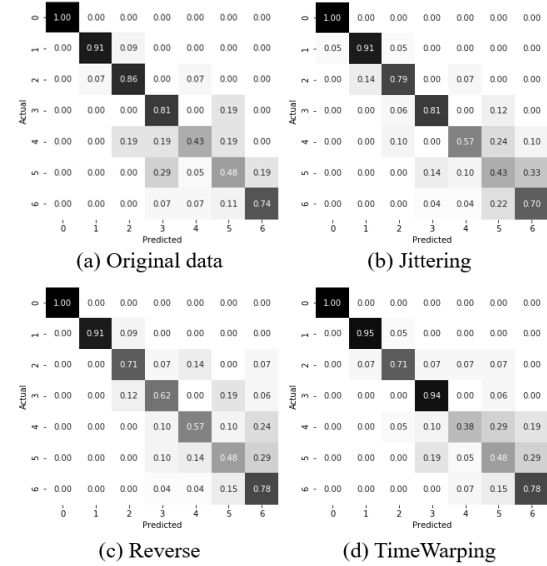 0 - 1.00 0.00 0.00 0.00 0.00 0.00 0.00
1 - 0.00 0.91 0.09 0.00 0.00 0.00 0.00
2 - 0.00 0.07 0.86 0.00 0.07 0.00 0.00
Actual
3 - 0.00 0.00 0.00 0.81 0.00 0.19 0.00
4 - 0.00 0.00 0.19 0.19 0.43 0.19 0.00
5 - 0.00 0.00 0.00 0.29 0.05 0.48 0.19
6 - 0.00 0.00 0.00 0.07 0.07 0.11 0.74
0 1 2 3 4 5 6
Predicted
(a) Original data
0 - 1.00 0.00 0.00 0.00 0.00 0.00 0.00
1 - 0.05 0.91 0.05 0.00 0.00 0.00 0.00
2 - 0.00 0.14 0.79 0.00 0.07 0.00 0.00
Actual
3 - 0.00 0.00 0.06 0.81 0.00 0.12 0.00
4 - 0.00 0.00 0.10 0.00 0.57 0.24 0.10
5 - 0.00 0.00 0.00 0.14 0.10 0.43 0.33
6 - 0.00 0.00 0.00 0.04 0.04 0.22 0.70
0 1 2 3 4 5 6
Predicted
(b) Jittering
0 - 1.00 0.00 0.00 0.00 0.00 0.00 0.00
1 - 0.00 0.91 0.09 0.00 0.00 0.00 0.00
2 - 0.00 0.00 0.71 0.07 0.14 0.00 0.07
Actual
3 - 0.00 0.00 0.12 0.62 0.00 0.19 0.06
4 - 0.00 0.00 0.00 0.10 0.57 0.10 0.24
5 - 0.00 0.00 0.00 0.10 0.14 0.48 0.29
6 - 0.00 0.00 0.00 0.04 0.04 0.15 0.78
0 1 2 3 4 5 6
Predicted
(c) Reverse
0 - 1.00 0.00 0.00 0.00 0.00 0.00 0.00
1 - 0.00 0.95 0.05 0.00 0.00 0.00 0.00
2 - 0.00 0.07 0.71 0.07 0.07 0.07 0.00
Actual
3 - 0.00 0.00 0.00 0.94 0.00 0.06 0.00
4 - 0.00 0.00 0.05 0.10 0.38 0.29 0.19
5 - 0.00 0.00 0.00 0.19 0.05 0.48 0.29
6 - 0.00 0.00 0.00 0.00 0.07 0.15 0.78
0 1 2 3 4 5 6
Predicted
(d) TimeWarping